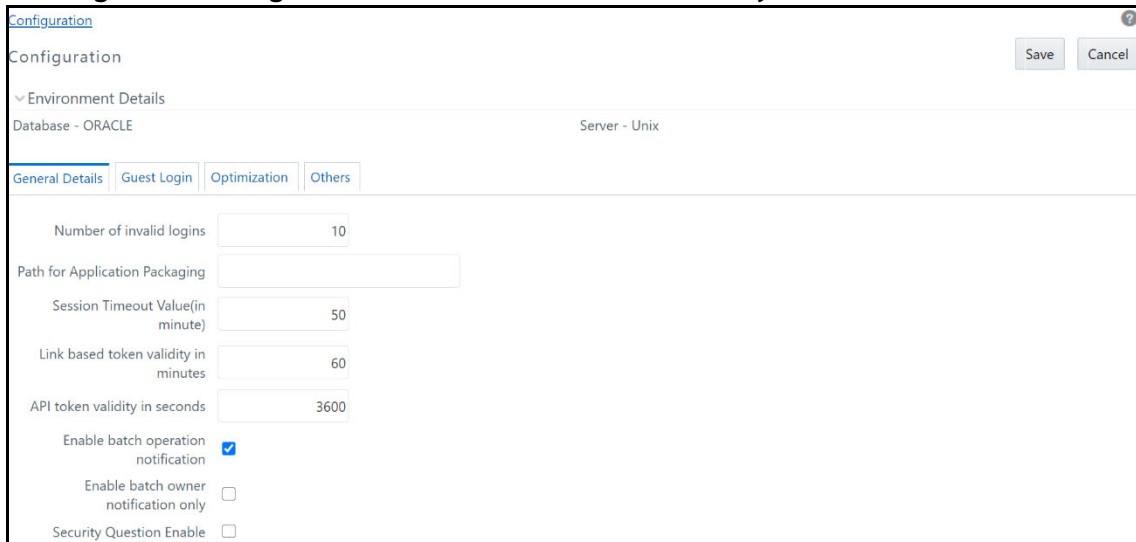 Configuration
Configuration
Save Cancel
Environment Details
Database - ORACLE Server - Unix
General Details Guest Login Optimization Others
Number of invalid logins 10
Path for Application Packaging
Session Timeout Value(in
minute) 50
Link based token validity in
minutes 60
API token validity in seconds 3600
Enable batch operation
notification
Enable batch owner
notification only
Security Question Enable